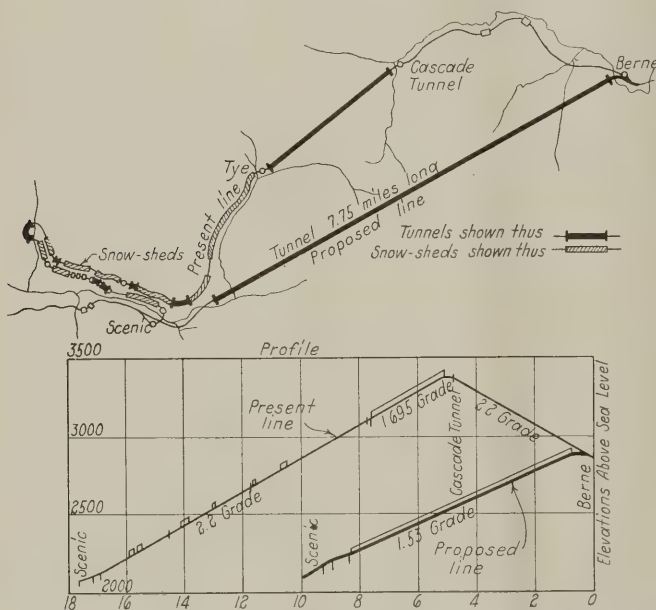 Cascade
Tunnel
Berne
Tye
Present line
Tunnel 7.75 miles long
Proposed line
Tunnels shown thus
Snow-sheds shown thus
Snow-sheds
Scenic
Profile
3500
3000
2500
2000
Present
line
1.695 Grade
2.2 Grade
2.2 Grade
Cascade Tunnel
Berne
Elevations Above Sea Level
Scenic
Scenic
1.53 Grade
Proposed
line
18 16 14 12 10 8 6 4 2 0